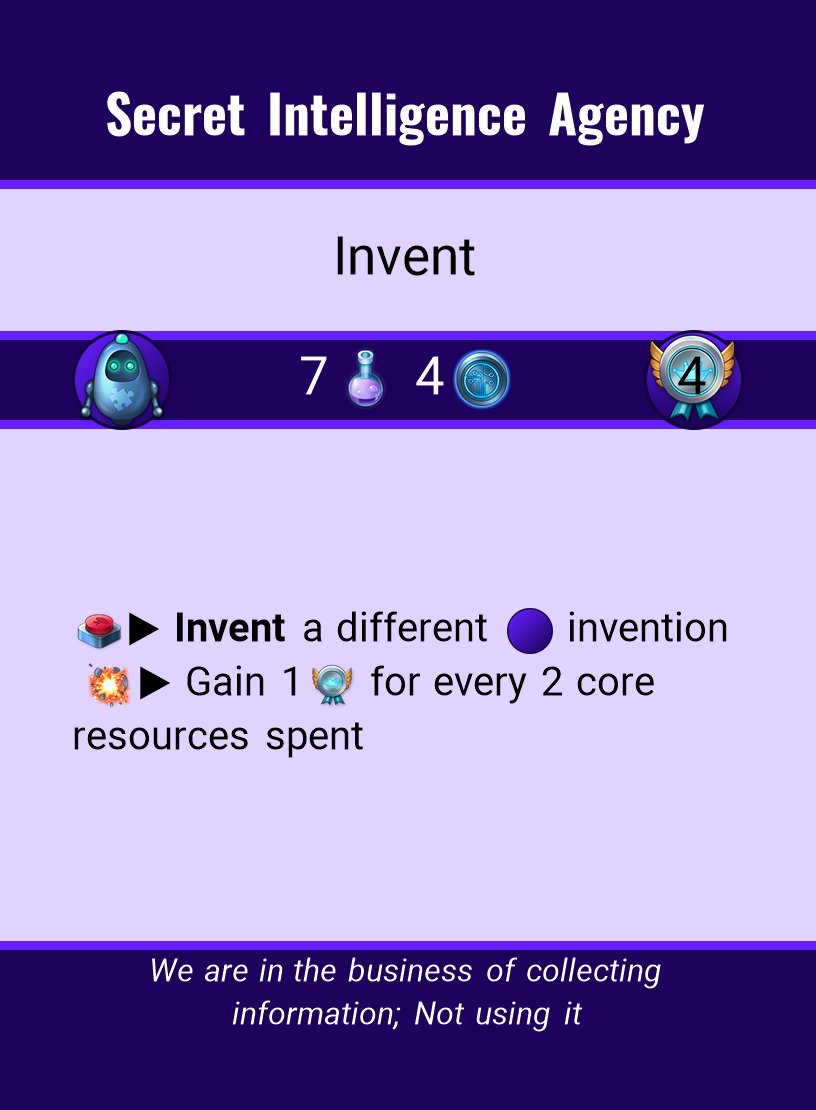 Secret Intelligence Agency
Invent
7 4 4
Invent a different invention
Gain 1 for every 2 core
resources spent
We are in the business of collecting
information; Not using it